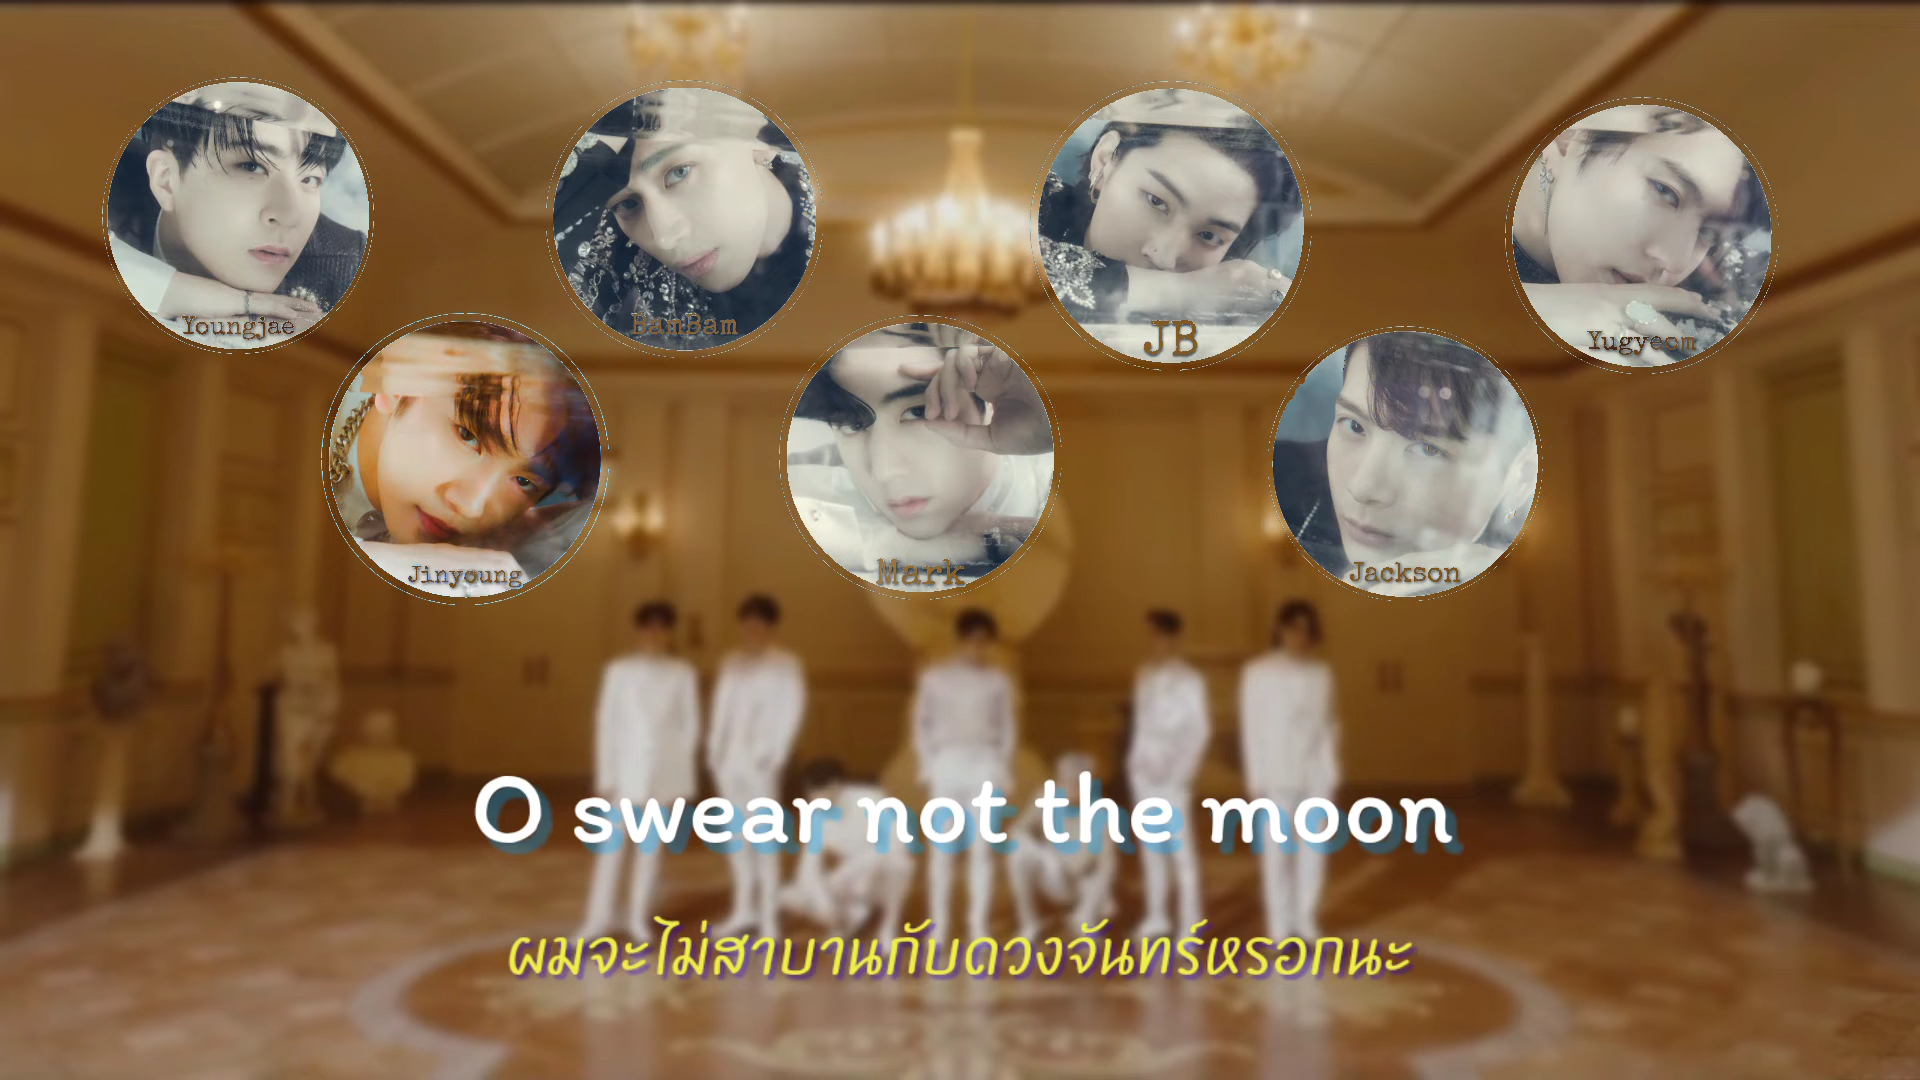 Youngjae
BamBam
JB
Yugyeom
Jinyoung
Mark
Jackson
O swear not the moon
ผมจะไม่สาบานกับดวงจันทร์หรอกนะ